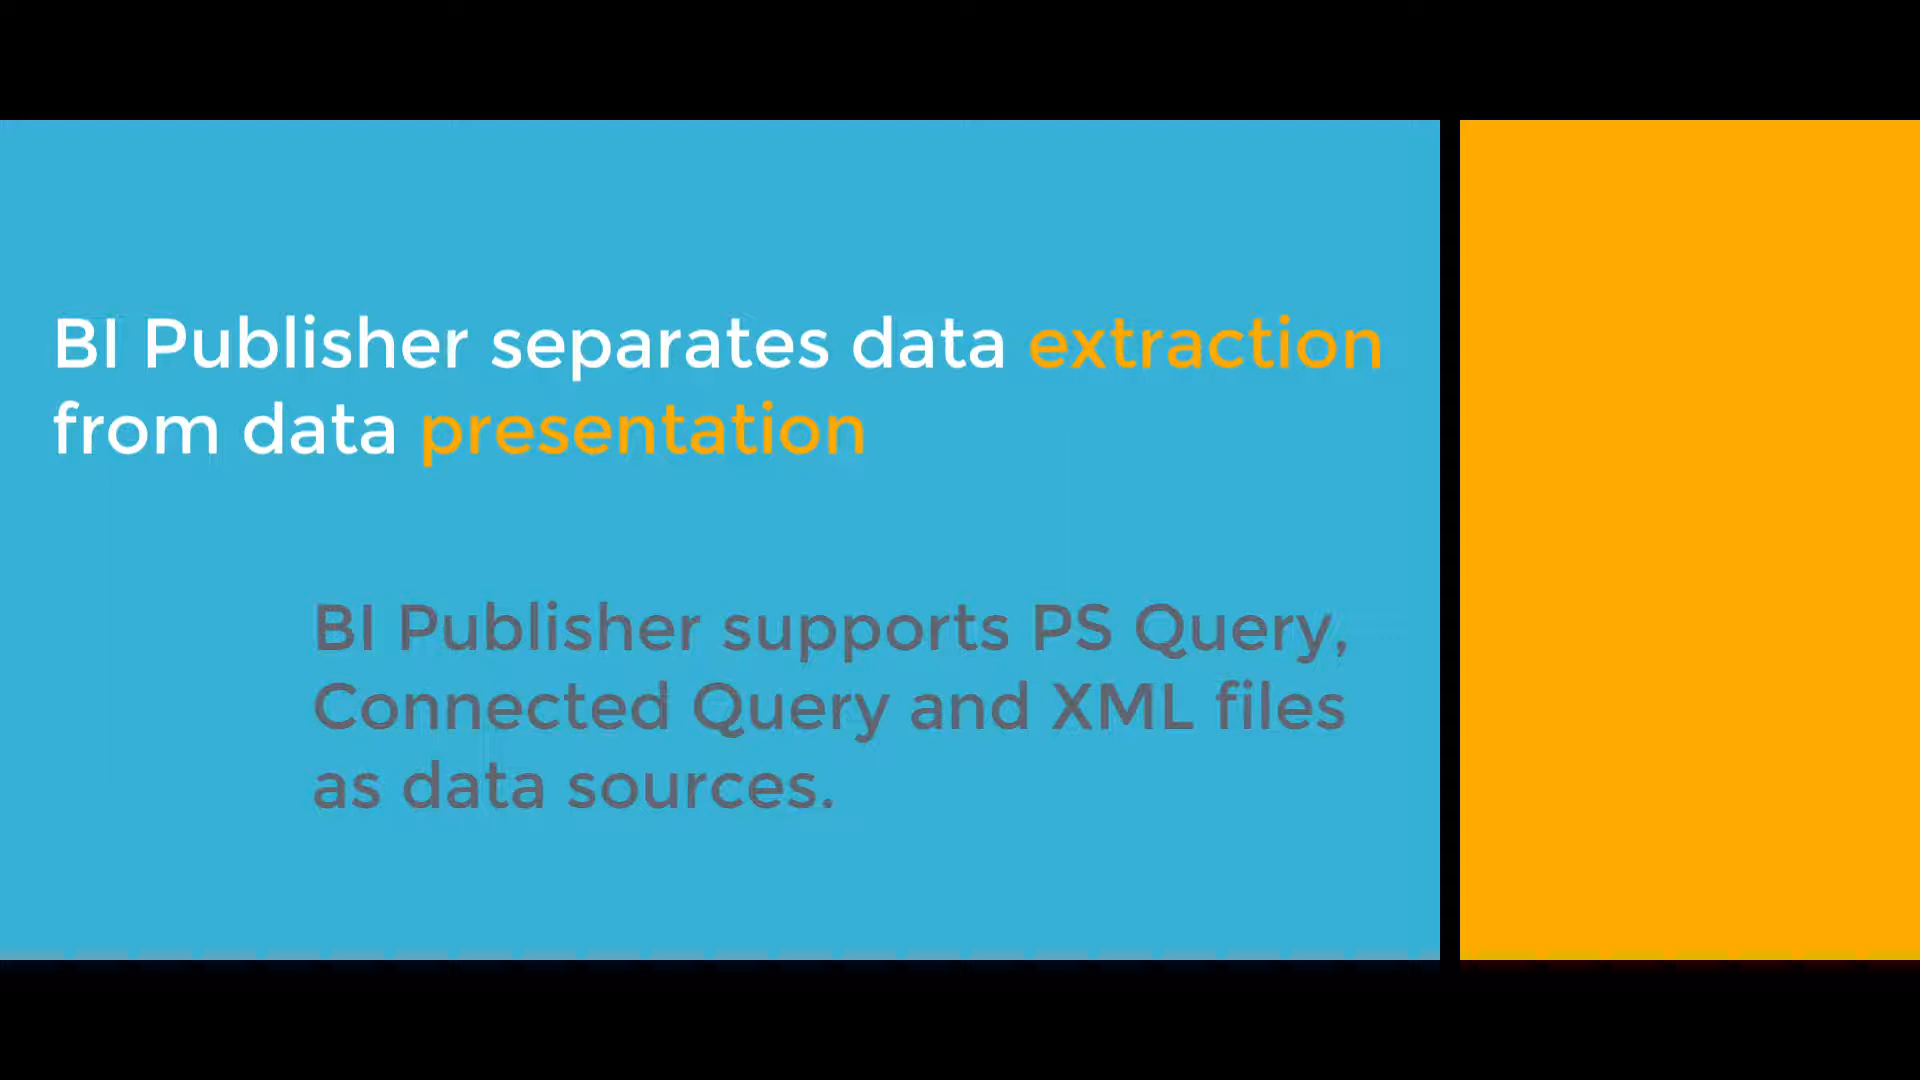 BI Publisher separates data extraction
from data presentation
BI Publisher supports PS Query,
Connected Query and XML files
as data sources.